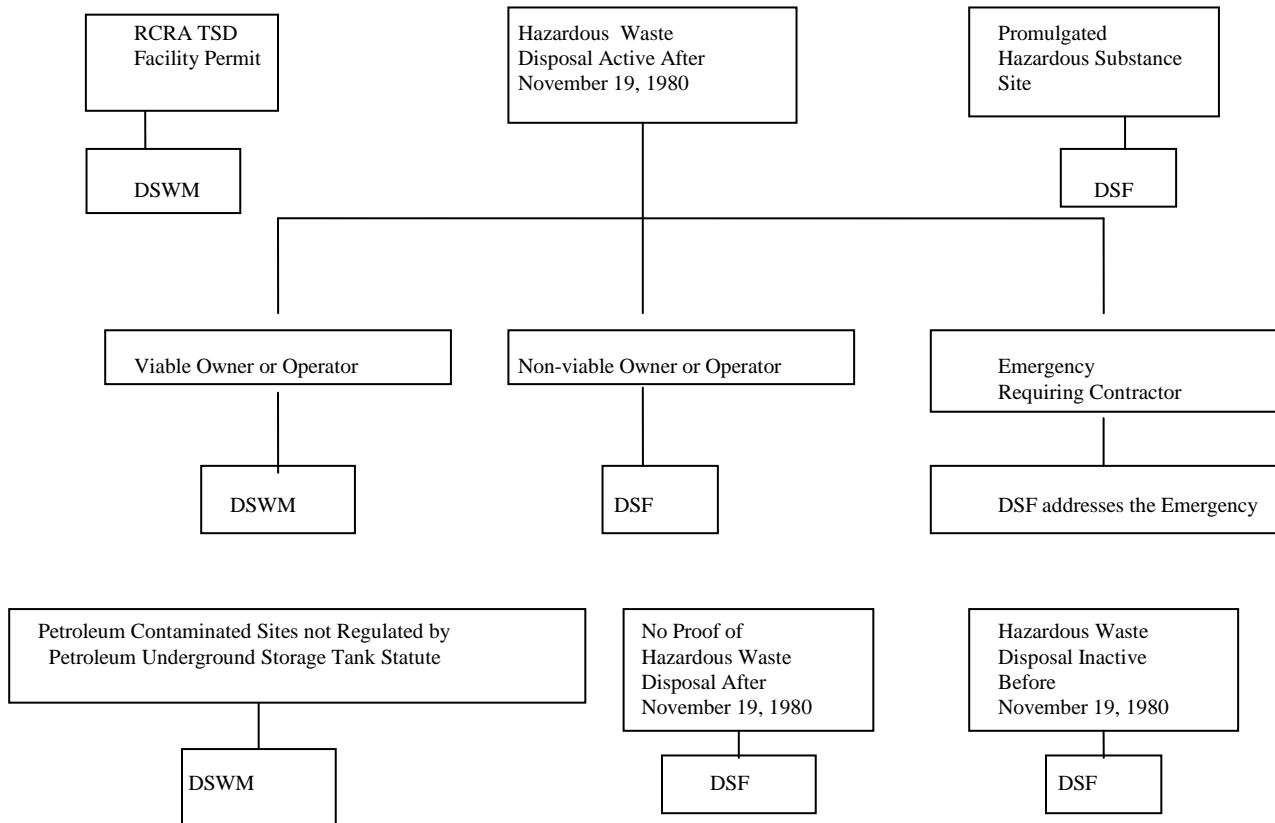 RCRA TSD
Facility Permit
Hazardous Waste
Disposal Active After
November 19, 1980
Promulgated
Hazardous Substance
Site
DSWM
DSF
Viable Owner or Operator
Non-viable Owner or Operator
Emergency
Requiring Contractor
DSWM
DSF
DSF addresses the Emergency
Petroleum Contaminated Sites not Regulated by
Petroleum Underground Storage Tank Statute
No Proof of
Hazardous Waste
Disposal After
November 19, 1980
Hazardous Waste
Disposal Inactive
Before
November 19, 1980
DSWM
DSF
DSF